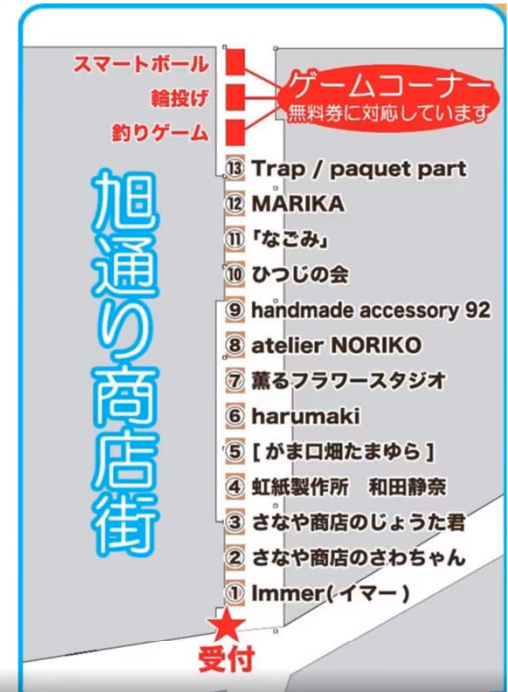 スマートボール
輪投げ
釣りゲーム
ゲームコーナー
無料券に対応しています
⑬ Trap / paquet part
⑫ MARIKA
⑪ 「なごみ」
⑩ ひつじの会
⑨ handmade accessory 92
⑧ atelier NORIKO
⑦ 薫るフラワースタジオ
⑥ harumaki
⑤ [ がま口畑たまゆら ]
④ 虹紙製作所　和田静奈
③ さなや商店のじょうた君
② さなや商店のさわちゃん
① Immer(イマー)
旭通り商店街
受付